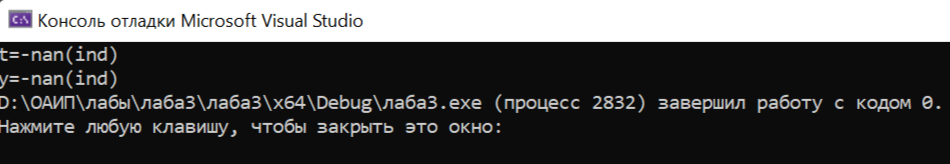 Консоль отладки Microsoft Visual Studio
t=-nan(ind)
y=-nan(ind)
D:\ОАИП\лабы\лаба3\лаба3\x64\Debug\лаба3.exe (процесс 2832) завершил работу с кодом 0.
Нажмите любую клавишу, чтобы закрыть это окно: